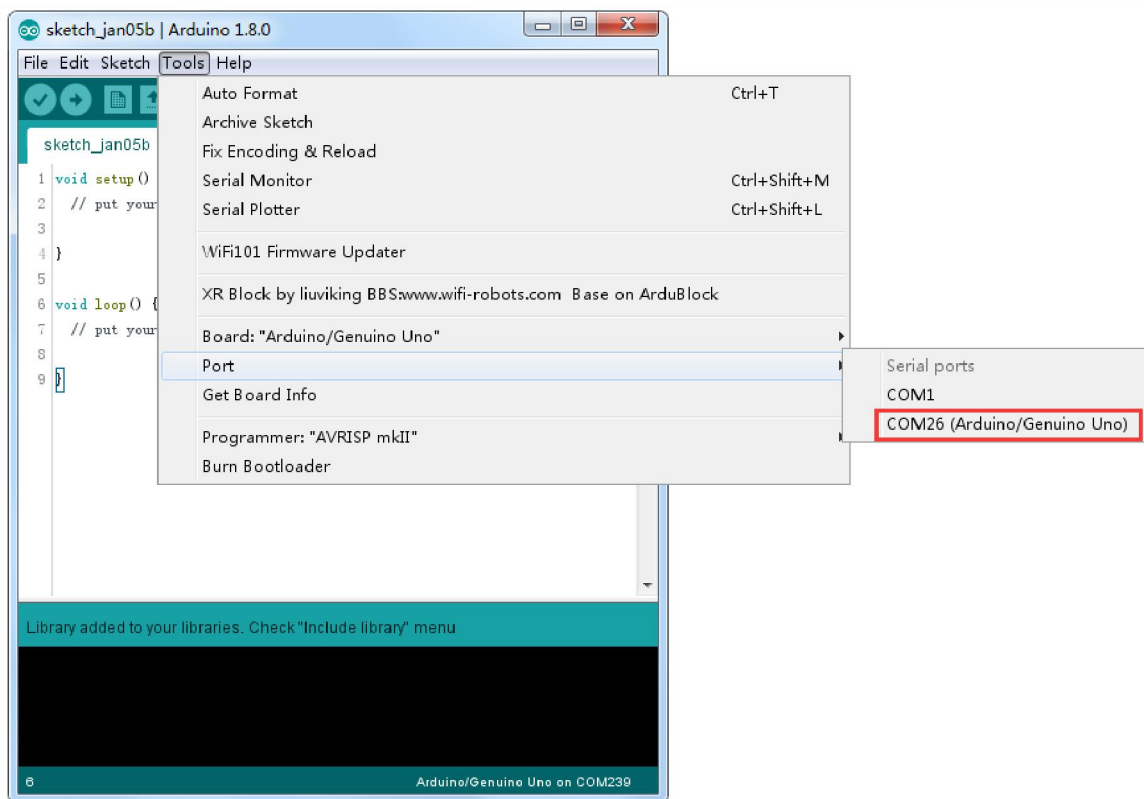 sketch_jan05b | Arduino 1.8.0
File Edit Sketch Tools Help
sketch_jan05b
1 void setup()
2 // put your
3
4 }
5
6 void loop() {
7 // put your
8
9 }
Auto Format Ctrl+T
Archive Sketch
Fix Encoding & Reload
Serial Monitor Ctrl+Shift+M
Serial Plotter Ctrl+Shift+L
WiFi101 Firmware Updater
XR Block by liuviking BBS:www.wifi-robots.com Base on ArduBlock
Board: "Arduino/Genuino Uno"
Port
Get Board Info
Programmer: "AVRISP mkII"
Burn Bootloader
Serial ports
COM1
COM26 (Arduino/Genuino Uno)
Library added to your libraries. Check "Include library" menu
6 Arduino/Genuino Uno on COM239